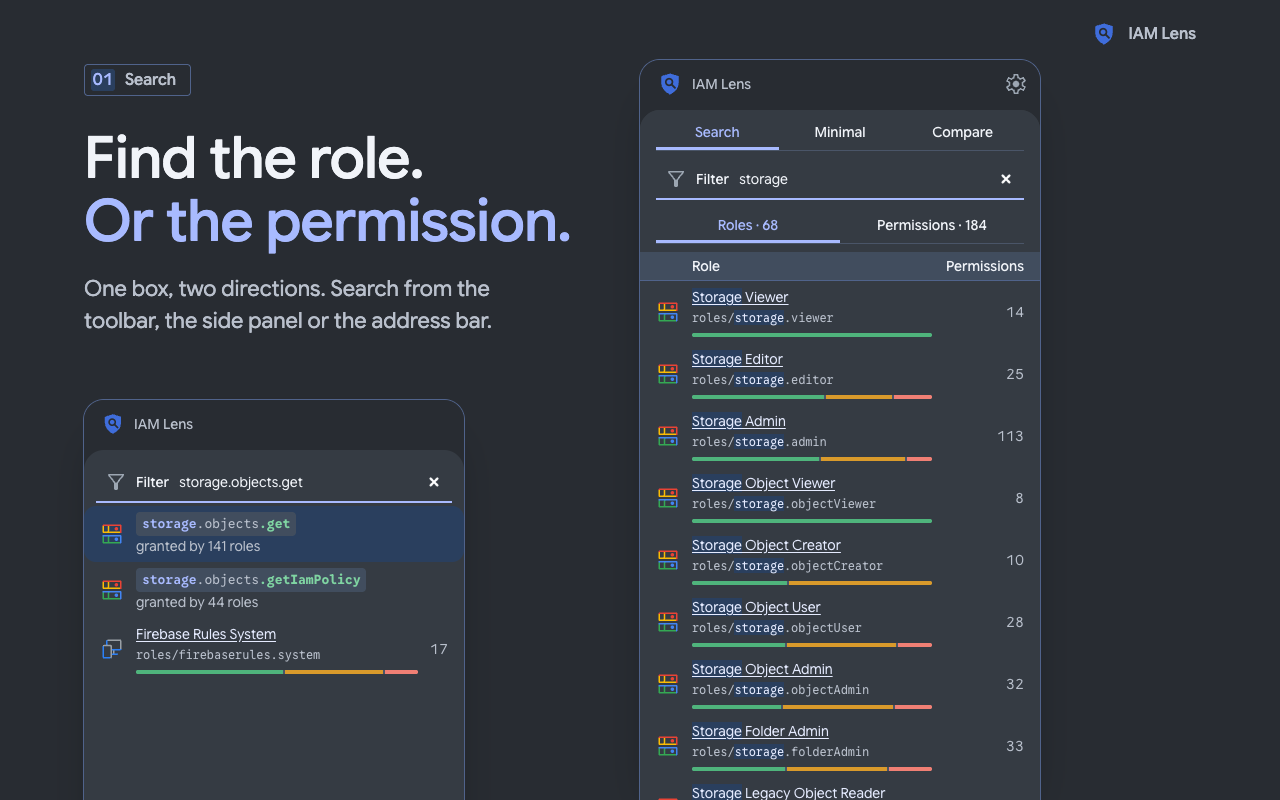 IAM Lens
01 Search
Find the role.
Or the permission.
One box, two directions. Search from the
toolbar, the side panel or the address bar.
IAM Lens
Filter storage.objects.get
storage.objects.get
granted by 141 roles
storage.objects.getIamPolicy
granted by 44 roles
Firebase Rules System
roles/firebaserules.system
17
IAM Lens
Search Minimal Compare
Filter storage
Roles · 68 Permissions · 184
Role Permissions
Storage Viewer
roles/storage.viewer
14
Storage Editor
roles/storage.editor
25
Storage Admin
roles/storage.admin
113
Storage Object Viewer
roles/storage.objectViewer
8
Storage Object Creator
roles/storage.objectCreator
10
Storage Object User
roles/storage.objectUser
28
Storage Object Admin
roles/storage.objectAdmin
32
Storage Folder Admin
roles/storage.folderAdmin
33
Storage Legacy Object Reader